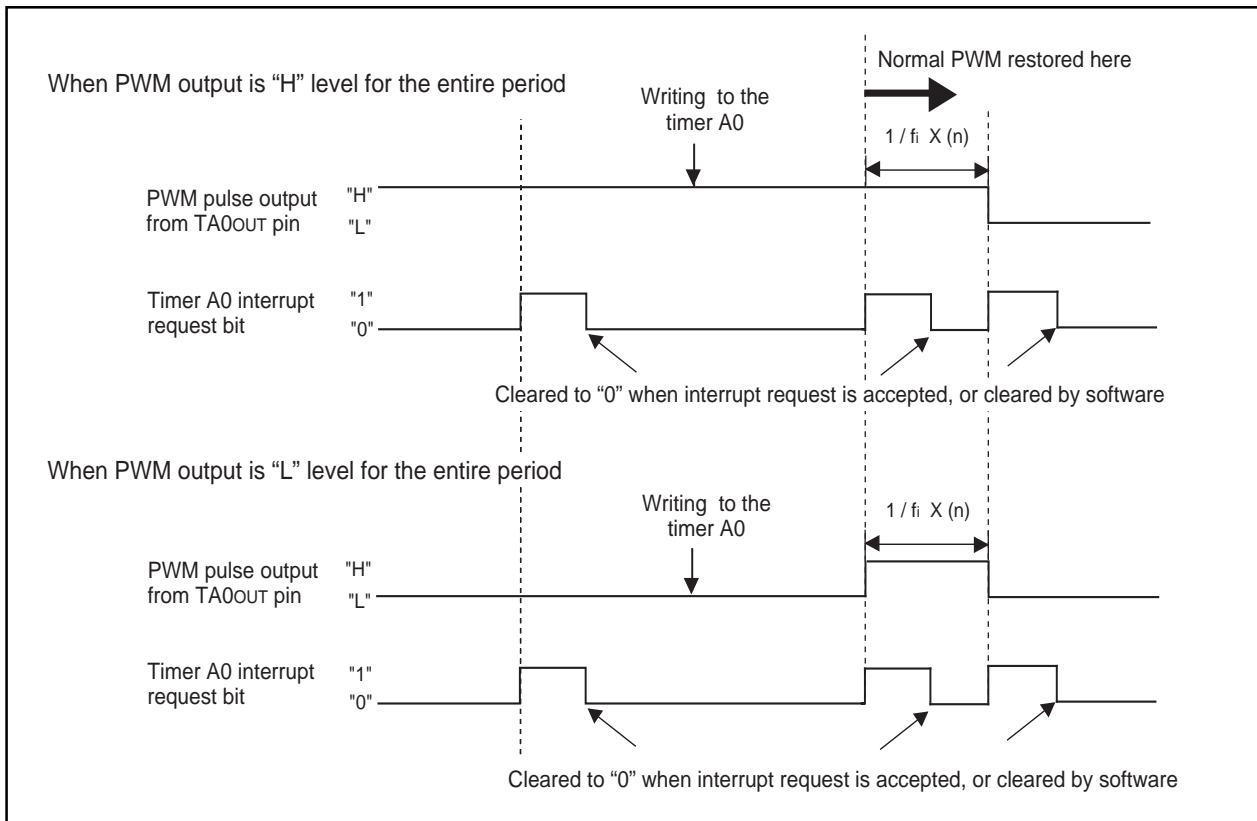 Normal PWM restored here
When PWM output is “H” level for the entire period
Writing to the
timer A0
1 / fi X (n)
PWM pulse output
from TA0OUT pin
"H"
"L"
Timer A0 interrupt
request bit
"1"
"0"
Cleared to “0” when interrupt request is accepted, or cleared by software
When PWM output is “L” level for the entire period
Writing to the
timer A0
1 / fi X (n)
PWM pulse output
from TA0OUT pin
"H"
"L"
Timer A0 interrupt
request bit
"1"
"0"
Cleared to “0” when interrupt request is accepted, or cleared by software